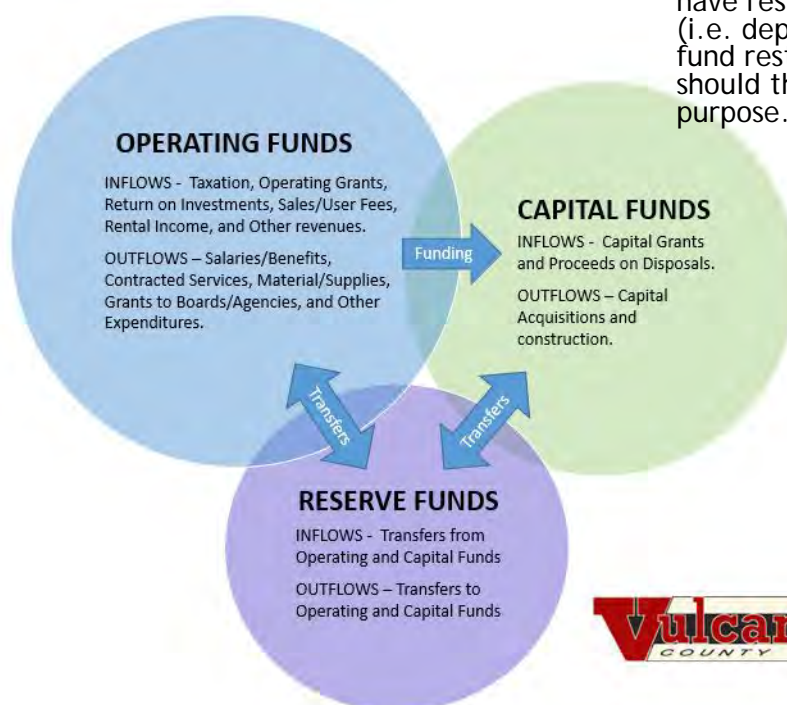 have res
(i.e. dep
fund rest
should th
purpose.
OPERATING FUNDS
INFLOWS - Taxation, Operating Grants,
Return on Investments, Sales/User Fees,
Rental Income, and Other revenues.
OUTFLOWS – Salaries/Benefits,
Contracted Services, Material/Supplies,
Grants to Boards/Agencies, and Other
Expenditures.
Funding
CAPITAL FUNDS
INFLOWS - Capital Grants
and Proceeds on Disposals.
OUTFLOWS – Capital
Acquisitions and
construction.
Transfers
Transfers
RESERVE FUNDS
INFLOWS - Transfers from
Operating and Capital Funds
OUTFLOWS – Transfers to
Operating and Capital Funds
Vulcan
COUNTY